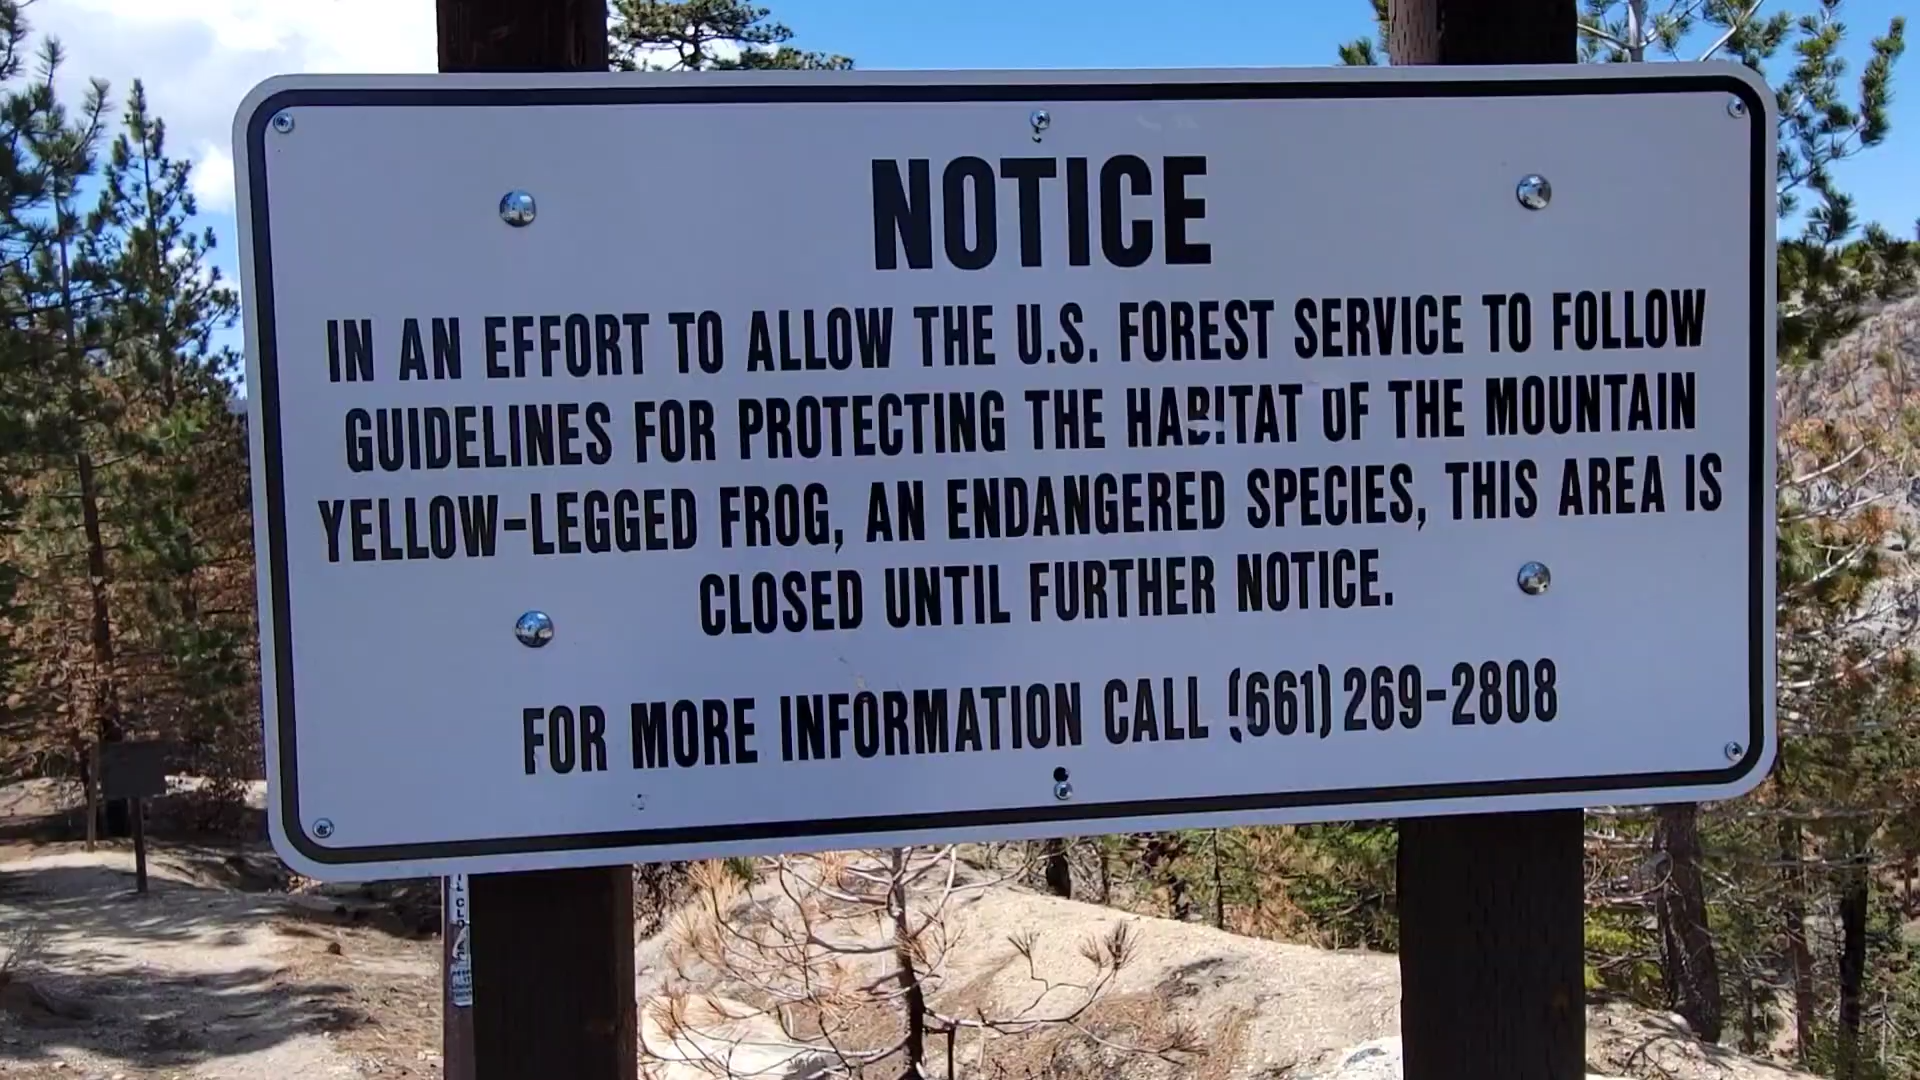 NOTICE
IN AN EFFORT TO ALLOW THE U.S. FOREST SERVICE TO FOLLOW
GUIDELINES FOR PROTECTING THE HABITAT OF THE MOUNTAIN
YELLOW-LEGGED FROG, AN ENDANGERED SPECIES, THIS AREA IS
CLOSED UNTIL FURTHER NOTICE.
FOR MORE INFORMATION CALL (661) 269-2808